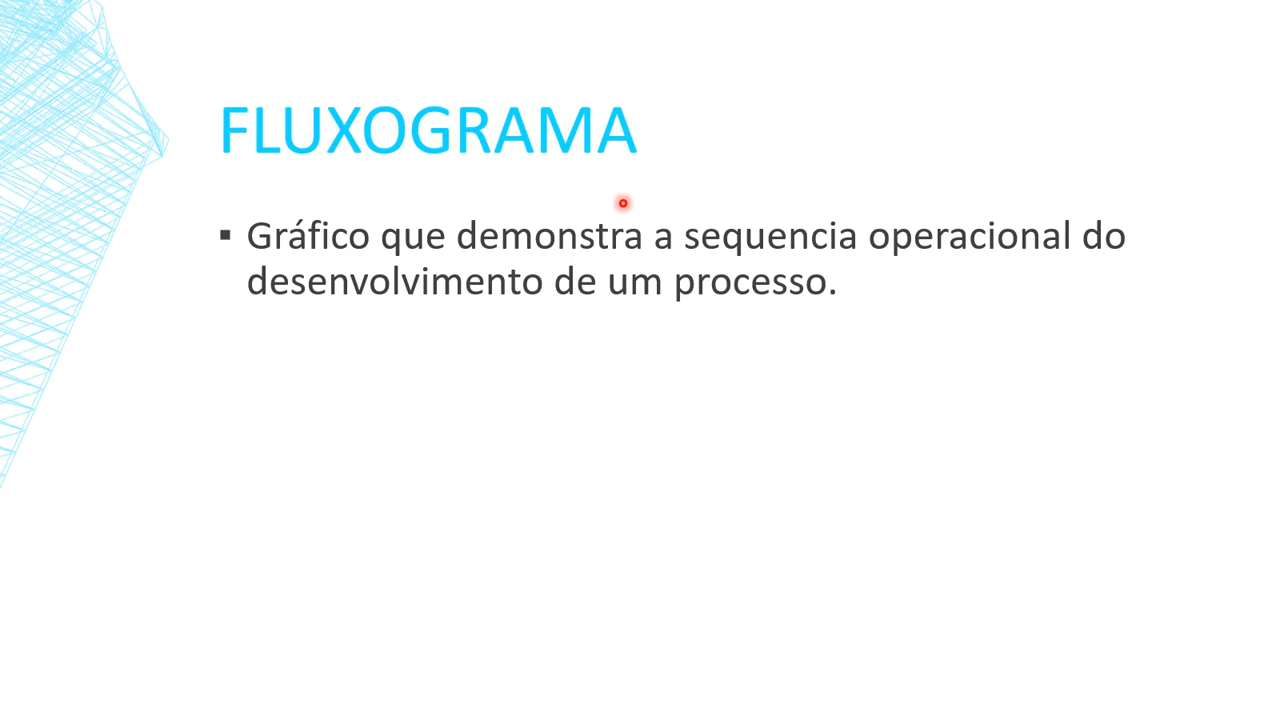 FLUXOGRAMA
▪ Gráfico que demonstra a sequencia operacional do
desenvolvimento de um processo.